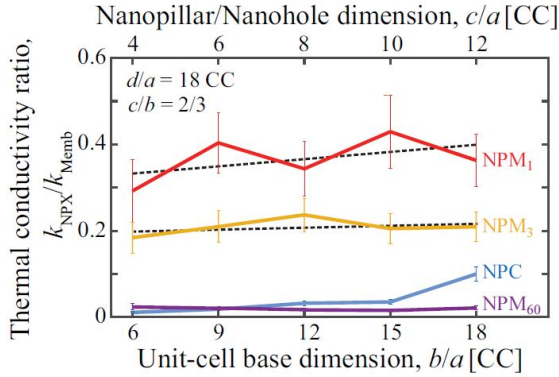 Nanopillar/Nanohole dimension, c/a [CC]
4 6 8 10 12
Thermal conductivity ratio,
k_NPX/k_Memb
0.6
0.4
0.2
0
d/a = 18 CC
c/b = 2/3
NPM₁
NPM₃
NPC
NPM₆₀
6 9 12 15 18
Unit-cell base dimension, b/a [CC]